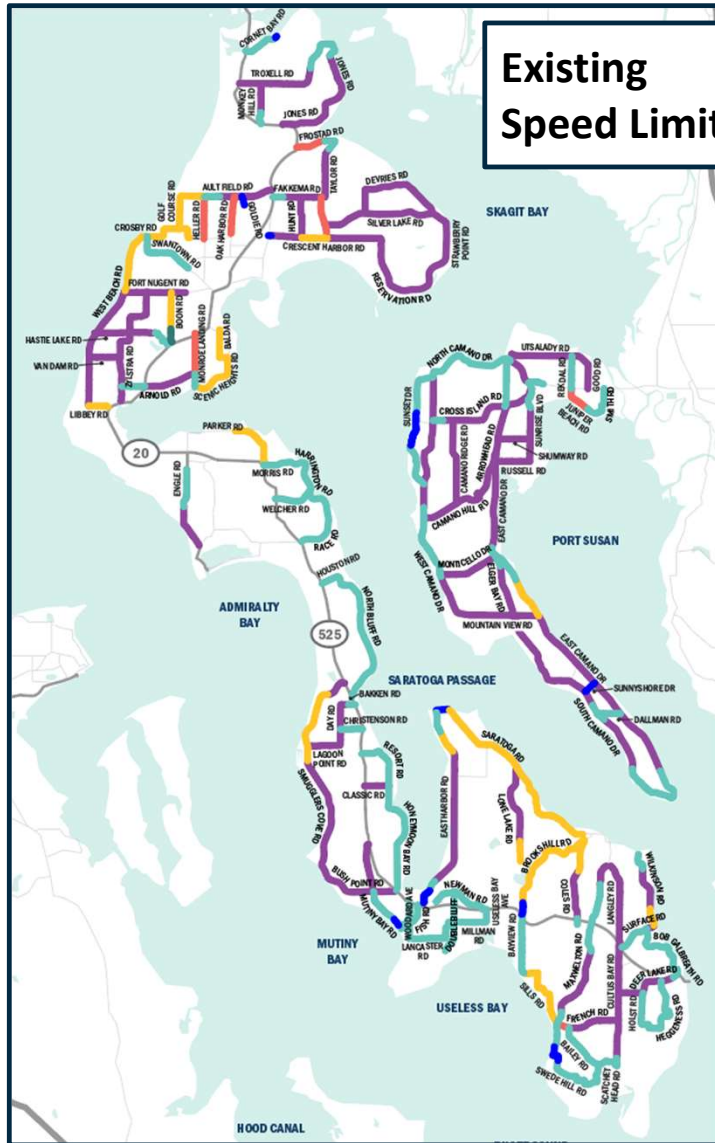 Existing
Speed Limit
CORNET BAY RD
TROXELL RD
JONES RD
MONKEY
HILL RD
JONES RD
FROSTAD RD
TAYLOR RD
GOLF
COURSE RD
AULT FIELD RD
HELLER RD
OAK HARBOR RD
GOLDIE RD
FAKKEMA RD
HUNT RD
DEVRIES RD
SILVER LAKE RD
STRAWBERRY
POINT RD
SKAGIT BAY
CROSBY RD
SWANTOWN RD
CRESCENT HARBOR RD
RESERVATION RD
WEST BEACH RD
FORT NUGENT RD
BOON RD
HASTIE LAKE RD
VAN DAM RD
ZYLSTRA RD
ARNOLD RD
MONROE LANDING RD
BALDA RD
SCENIC HEIGHTS RD
LIBBEY RD
NORTH CAMANO DR
UTSALADY RD
REKDAL RD
GOOD RD
JUNIPER
BEACH RD
SMITH RD
SUNSET DR
CROSS ISLAND RD
CAMANO RIDGE RD
ARROWHEAD RD
SUNRISE BLVD
SHUMWAY RD
RUSSELL RD
20
PARKER RD
ENGLE RD
MORRIS RD
HARRINGTON RD
WELCHER RD
RACE RD
CAMANO HILL RD
EAST CAMANO DR
WEST CAMANO DR
MONTICELLO DR
ELGER BAY RD
PORT SUSAN
HOUSTON RD
NORTH BLUFF RD
ADMIRALTY
BAY
525
MOUNTAIN VIEW RD
EAST CAMANO DR
SARATOGA PASSAGE
SUNNYSHORE DR
SOUTH CAMANO DR
DALLMAN RD
BAKKEN RD
DAY RD
CHRISTENSON RD
LAGOON
POINT RD
SMUGGLERS COVE RD
RESORT RD
CLASSIC RD
HONEYMOON BAY RD
BUSH POINT RD
MUTINY BAY RD
SARATOGA RD
EAST HARBOR RD
LONE LAKE RD
BROOKS HILL RD
WILKINSON RD
WOODARD AVE
FISH RD
NEWMAN RD
USELESS BAY
AVE
DOUBLE BLUFF
MILLMAN
RD
LANCASTER
RD
MUTINY
BAY
BAYVIEW RD
COLES RD
LANGLEY RD
SURFACE RD
BOB GALBREATH RD
MAXWELTON RD
CULTUS BAY RD
DEER LAKE RD
HOLST RD
HEGGENESS RD
USELESS BAY
SILLS RD
FRENCH RD
BAILEY RD
SWEDE HILL RD
SCATCHET
HEAD RD
HOOD CANAL